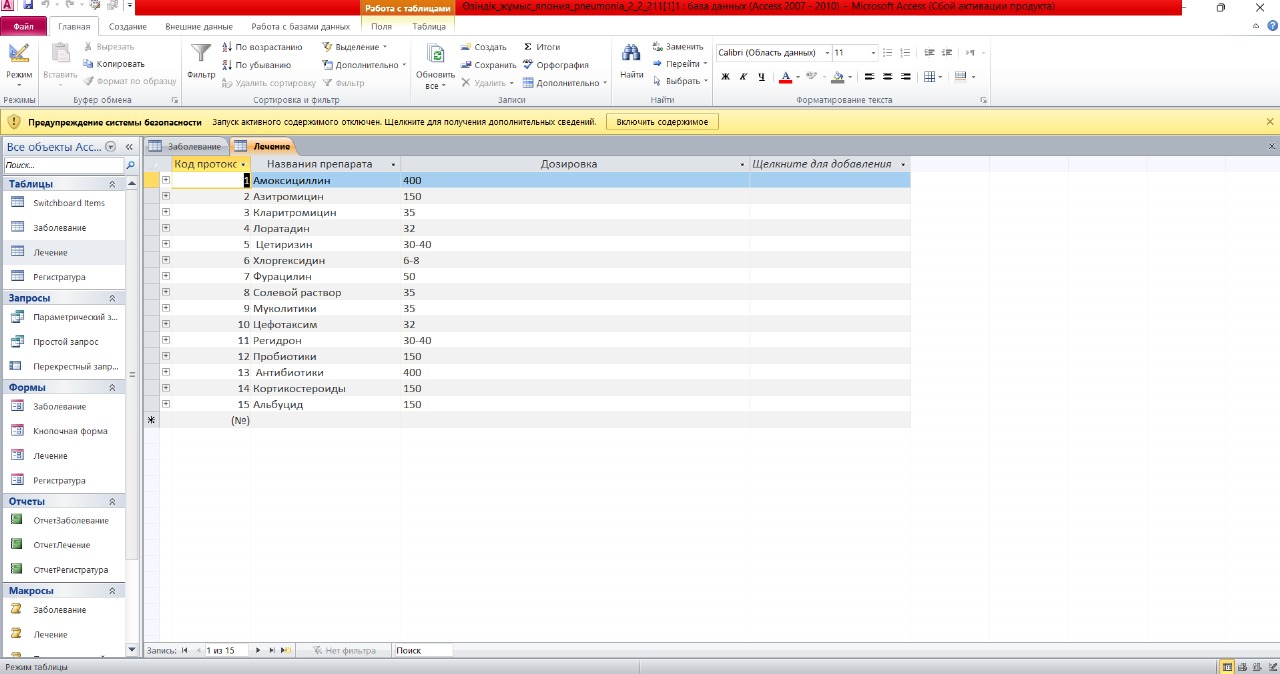 Работа с таблицами
Өзіндік_жұмыс_япония_pneumonia_2_2_211[1]1 : база данных (Access 2007 - 2010) - Microsoft Access (Сбой активации продукта)
Файл Главная Создание Внешние данные Работа с базами данных Поля Таблица
Режим
Режимы
Вставить
Вырезать
Копировать
Формат по образцу
Буфер обмена
Фильтр
По возрастанию
По убыванию
Удалить сортировку
Выделение
Дополнительно
Фильтр
Сортировка и фильтр
Обновить все
Создать
Сохранить
Удалить
Итоги
Орфография
Дополнительно
Записи
Найти
Заменить
Перейти
Выбрать
Найти
Calibri (Область данных) 11
Ж К Ч А
Форматирование текста
Предупреждение системы безопасности Запуск активного содержимого отключен. Щелкните для получения дополнительных сведений. Включить содержимое
Все объекты Acc...
Поиск...
Таблицы
Switchboard Items
Заболевание
Лечение
Регистратура
Запросы
Параметрический з...
Простой запрос
Перекрестный запр...
Формы
Заболевание
Кнопочная форма
Лечение
Регистратура
Отчеты
ОтчетЗаболевание
ОтчетЛечение
ОтчетРегистратура
Макросы
Заболевание
Лечение
Заболевание Лечение
Код протокс Названия препарата Дозировка Щелкните для добавления
1 Амоксициллин 400
2 Азитромицин 150
3 Кларитромицин 35
4 Лоратадин 32
5 Цетиризин 30-40
6 Хлоргексидин 6-8
7 Фурацилин 50
8 Солевой раствор 35
9 Муколитики 35
10 Цефотаксим 32
11 Регидрон 30-40
12 Пробиотики 150
13 Антибиотики 400
14 Кортикостероиды 150
15 Альбуцид 150
(№)
Запись: 1 из 15 Нет фильтра Поиск
Режим таблицы